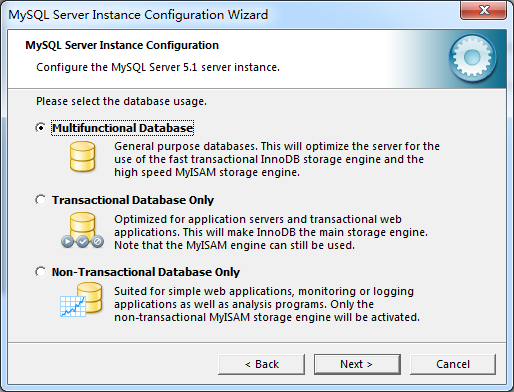 MySQL Server Instance Configuration Wizard
MySQL Server Instance Configuration
Configure the MySQL Server 5.1 server instance.
Please select the database usage.
Multifunctional Database
General purpose databases. This will optimize the server for the
use of the fast transactional InnoDB storage engine and the
high speed MyISAM storage engine.
Transactional Database Only
Optimized for application servers and transactional web
applications. This will make InnoDB the main storage engine.
Note that the MyISAM engine can still be used.
Non-Transactional Database Only
Suited for simple web applications, monitoring or logging
applications as well as analysis programs. Only the
non-transactional MyISAM storage engine will be activated.
< Back
Next >
Cancel